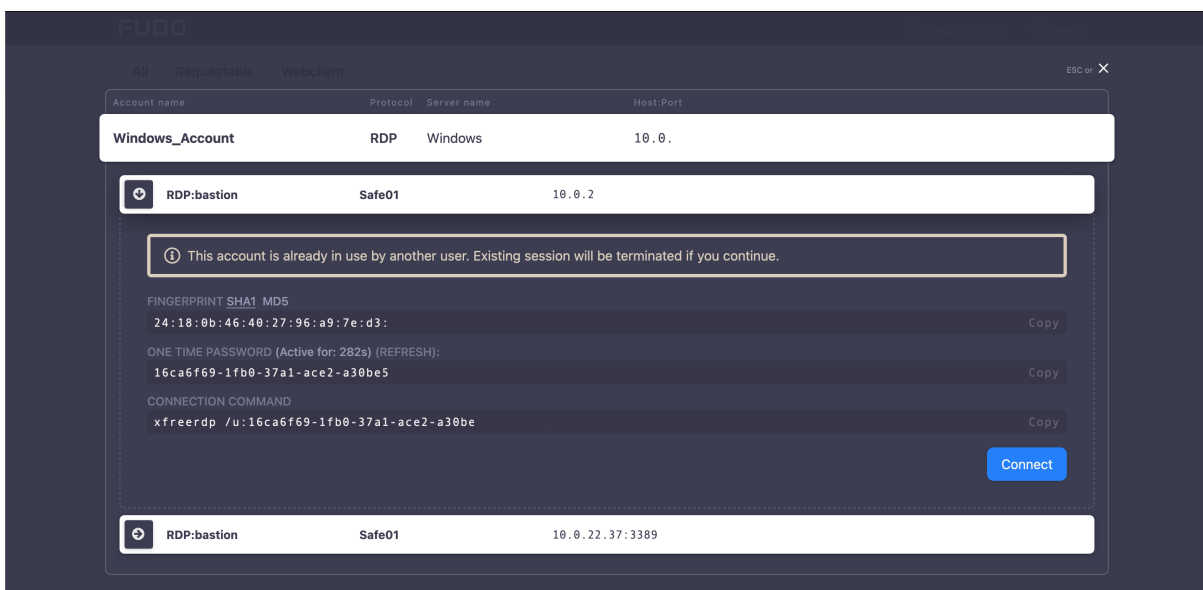 FUDO
All Requestable Webclient
ESC or
Account name Protocol Server name Host:Port
Windows_Account RDP Windows 10.0.
RDP:bastion Safe01 10.0.2
This account is already in use by another user. Existing session will be terminated if you continue.
FINGERPRINT SHA1 MD5
24:18:0b:46:40:27:96:a9:7e:d3: Copy
ONE TIME PASSWORD (Active for: 282s) (REFRESH):
16ca6f69-1fb0-37a1-ace2-a30be5 Copy
CONNECTION COMMAND
xfreerdp /u:16ca6f69-1fb0-37a1-ace2-a30be Copy
Connect
RDP:bastion Safe01 10.0.22.37:3389